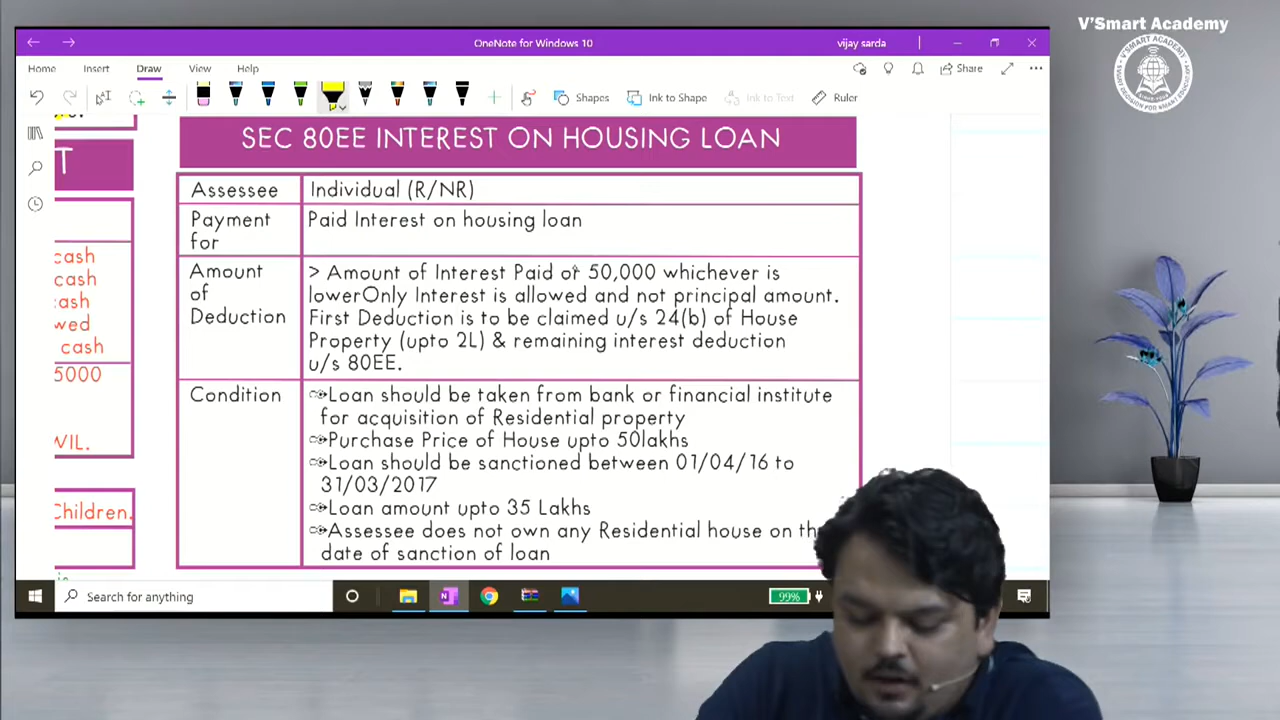 V'Smart Academy
OneNote for Windows 10
vijay sarda
Home Insert Draw View Help
Share
Shapes Ink to Shape Ink to Text Ruler
T
cash
cash
cash
wed
cash
5000
WIL.
Children.
SEC 80EE INTEREST ON HOUSING LOAN
Assessee Individual (R/NR)
Payment for Paid Interest on housing loan
Amount of Deduction
> Amount of Interest Paid or 50,000 whichever is
lowerOnly Interest is allowed and not principal amount.
First Deduction is to be claimed u/s 24(b) of House
Property (upto 2L) & remaining interest deduction
u/s 80EE.
Condition
Loan should be taken from bank or financial institute
for acquisition of Residential property
Purchase Price of House upto 50lakhs
Loan should be sanctioned between 01/04/16 to
31/03/2017
Loan amount upto 35 Lakhs
Assessee does not own any Residential house on th
date of sanction of loan
Search for anything
99%